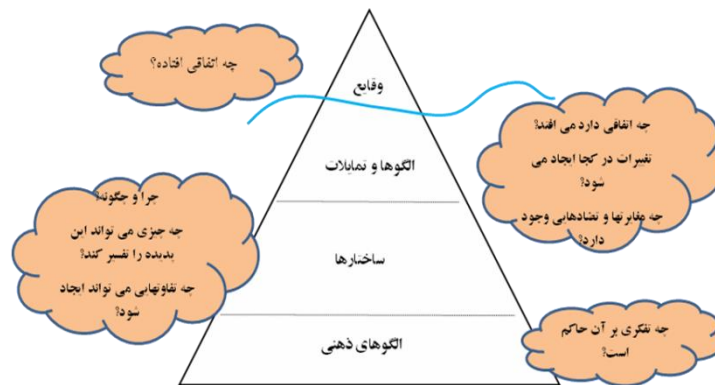 چه اتفاقی افتاده؟
وقایع
چه اتفاقی دارد می افتد؟
تغییرات در کجا ایجاد می
شود؟
چه مغایرتها و تضادهایی وجود
دارد؟
الگوها و تمایلات
چرا و چگونه؟
چه چیزی می تواند این
پدیده را تفسیر کند؟
چه تفاوتهایی می تواند ایجاد
شود؟
ساختارها
چه تفکری بر آن حاکم
است؟
الگوهای ذهنی